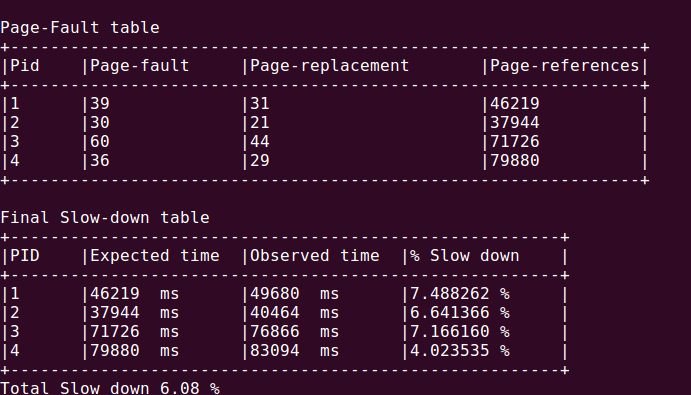 Page-Fault table
+---------------------------------------------------------------+
|Pid    |Page-fault     |Page-replacement       |Page-references|
+---------------------------------------------------------------+
|1      |39             |31                     |46219          |
|2      |30             |21                     |37944          |
|3      |60             |44                     |71726          |
|4      |36             |29                     |79880          |
+---------------------------------------------------------------+
Final Slow-down table
+-------------------------------------------------------+
|PID    |Expected time  |Observed time  |% Slow down    |
+-------------------------------------------------------+
|1      |46219  ms      |49680  ms      |7.488262 %     |
|2      |37944  ms      |40464  ms      |6.641366 %     |
|3      |71726  ms      |76866  ms      |7.166160 %     |
|4      |79880  ms      |83094  ms      |4.023535 %     |
+-------------------------------------------------------+
Total Slow down 6.08 %